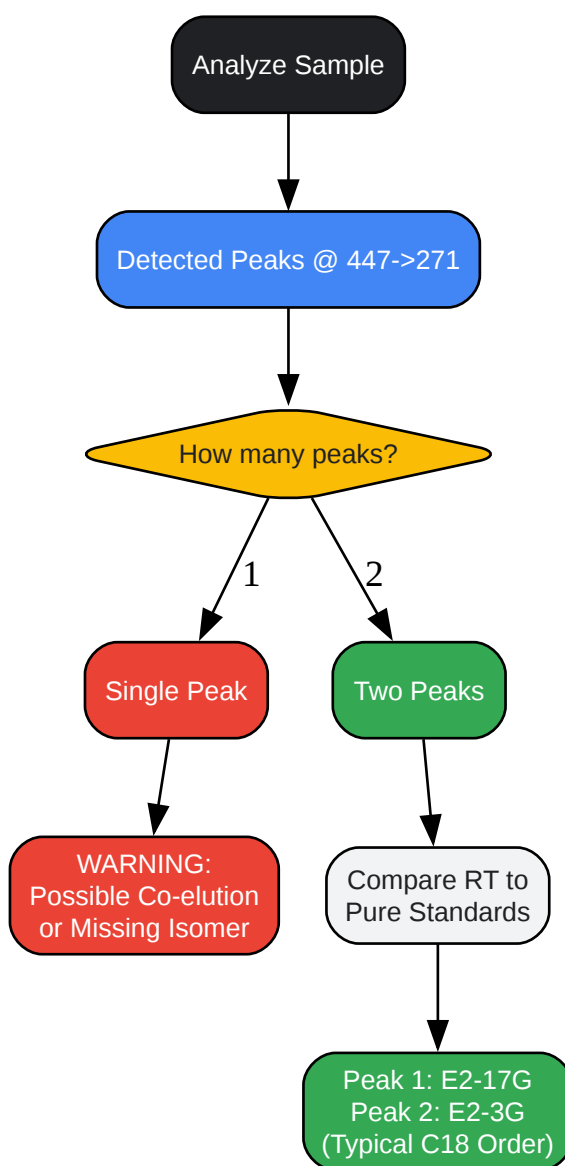 Analyze Sample
Detected Peaks @ 447->271
How many peaks?
1
2
Single Peak
Two Peaks
WARNING:
Possible Co-elution
or Missing Isomer
Compare RT to
Pure Standards
Peak 1: E2-17G
Peak 2: E2-3G
(Typical C18 Order)